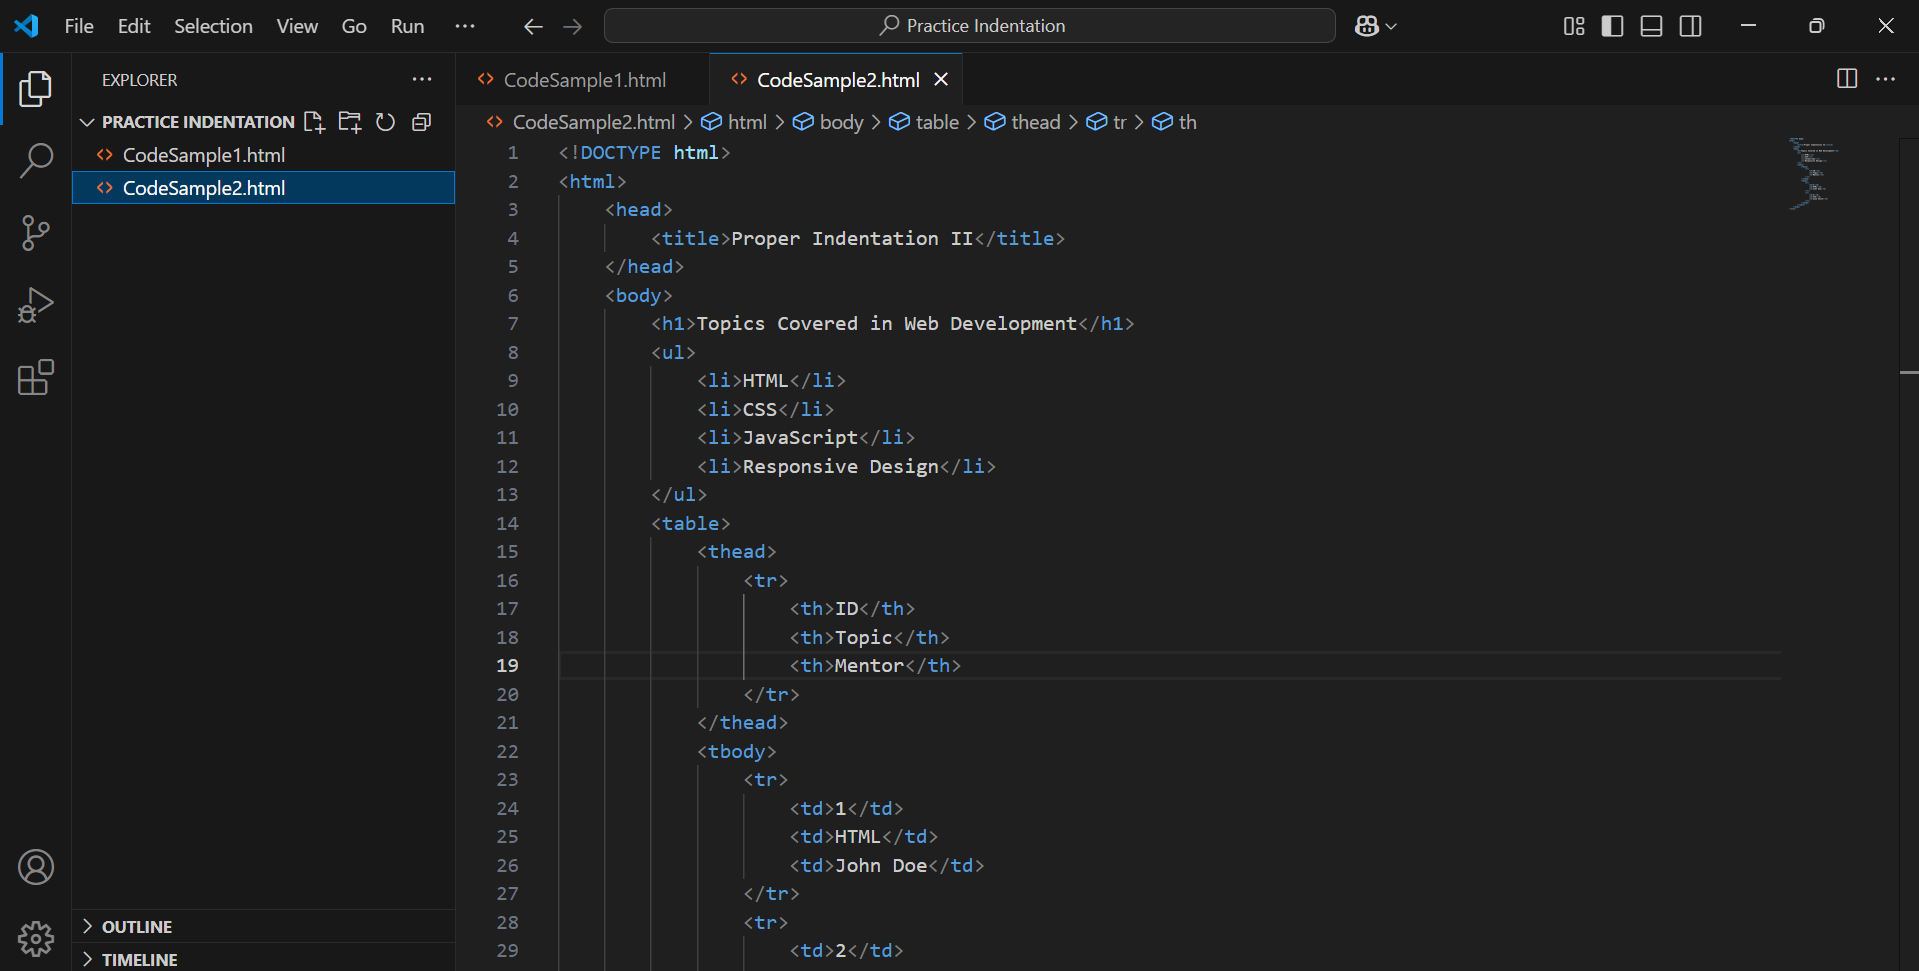 File Edit Selection View Go Run ...
Practice Indentation
EXPLORER
PRACTICE INDENTATION
CodeSample1.html
CodeSample2.html
OUTLINE
TIMELINE
CodeSample1.html
CodeSample2.html
CodeSample2.html > html > body > table > thead > tr > th
1 <!DOCTYPE html>
2 <html>
3     <head>
4         <title>Proper Indentation II</title>
5     </head>
6     <body>
7         <h1>Topics Covered in Web Development</h1>
8         <ul>
9             <li>HTML</li>
10             <li>CSS</li>
11             <li>JavaScript</li>
12             <li>Responsive Design</li>
13         </ul>
14         <table>
15             <thead>
16                 <tr>
17                     <th>ID</th>
18                     <th>Topic</th>
19                     <th>Mentor</th>
20                 </tr>
21             </thead>
22             <tbody>
23                 <tr>
24                     <td>1</td>
25                     <td>HTML</td>
26                     <td>John Doe</td>
27                 </tr>
28                 <tr>
29                     <td>2</td>